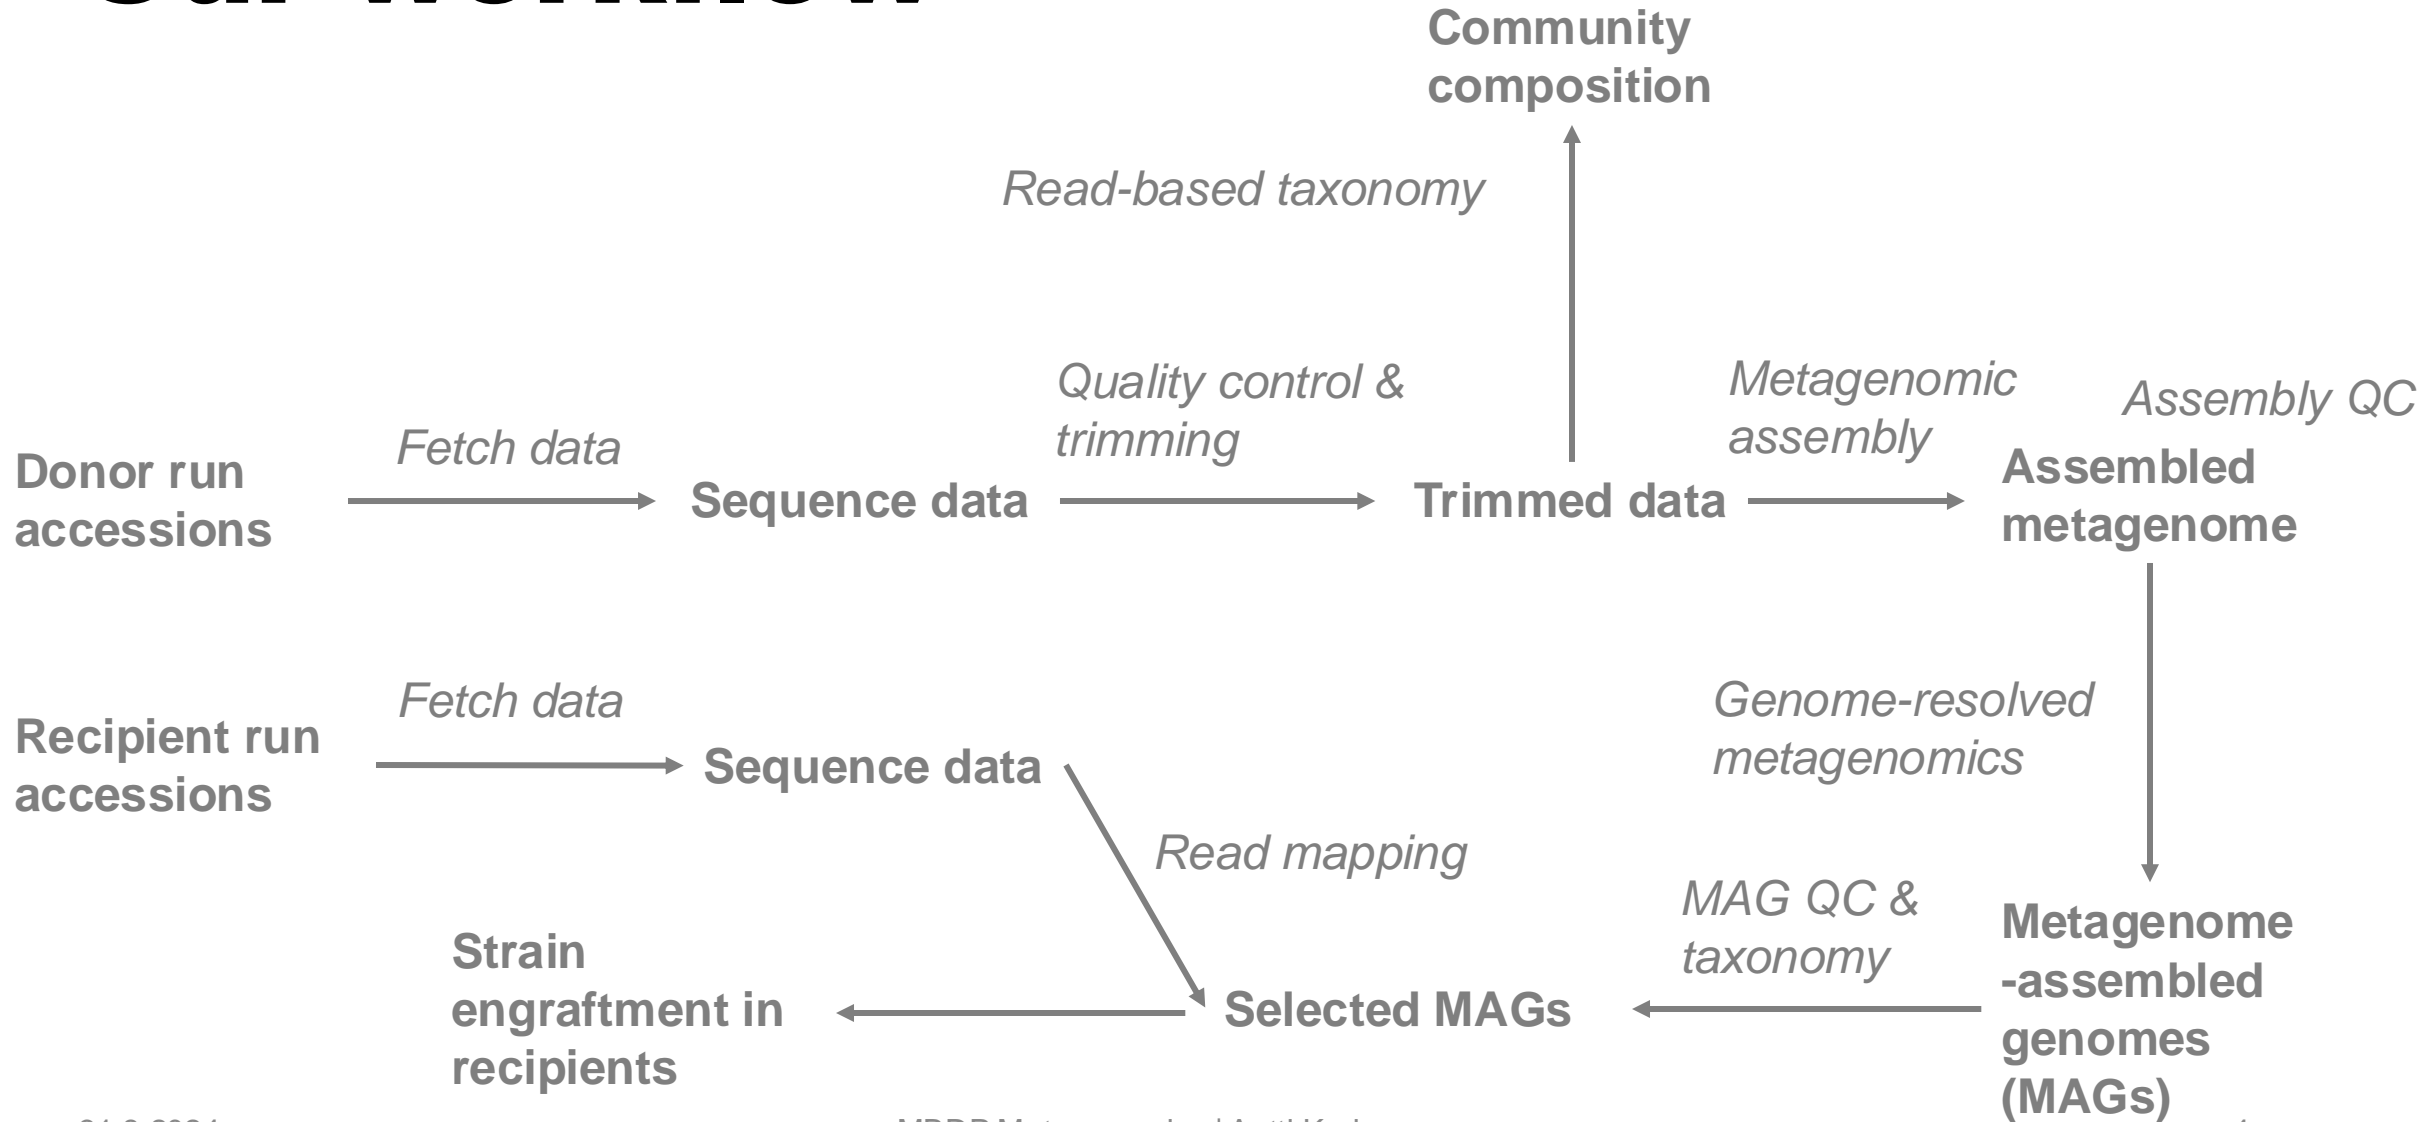 Our workflow
Community
composition
Read-based taxonomy
Quality control &
trimming
Metagenomic
assembly
Assembly QC
Fetch data
Donor run
accessions
Sequence data
Trimmed data
Assembled
metagenome
Fetch data
Recipient run
accessions
Sequence data
Genome-resolved
metagenomics
Read mapping
MAG QC &
taxonomy
Metagenome
-assembled
genomes
(MAGs)
Selected MAGs
Strain
engraftment in
recipients